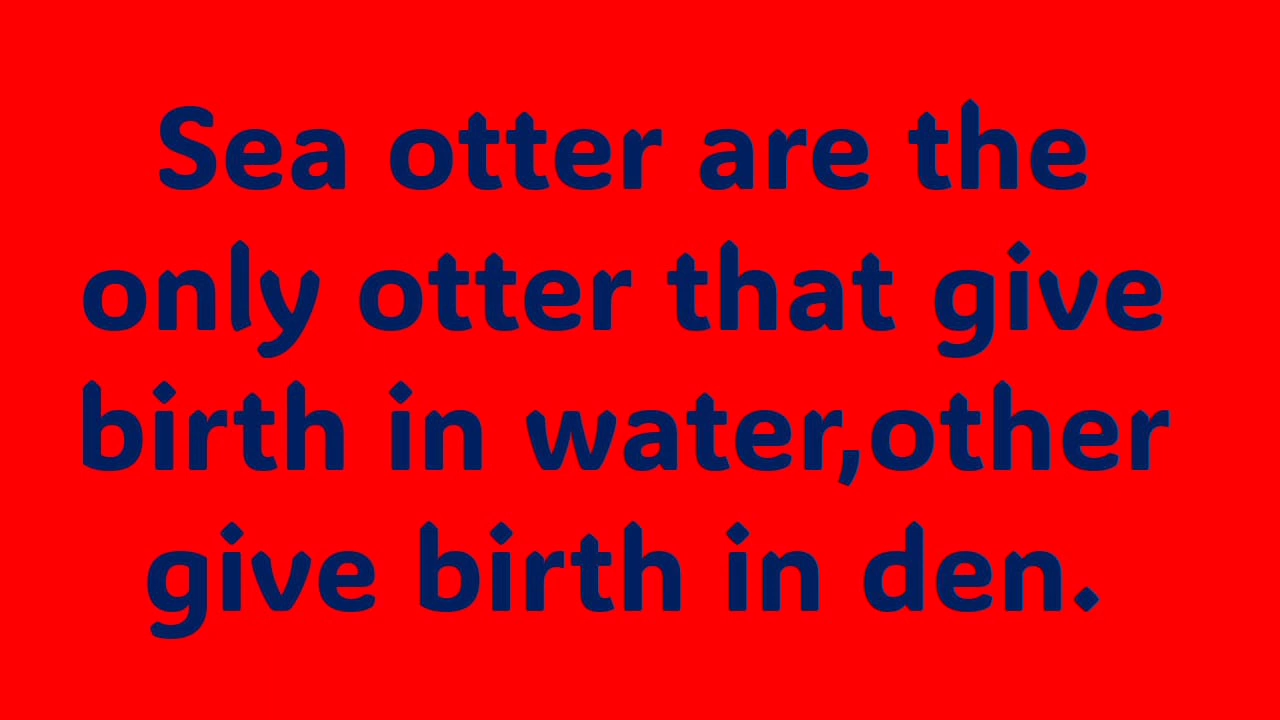 Sea otter are the
only otter that give
birth in water,other
give birth in den.